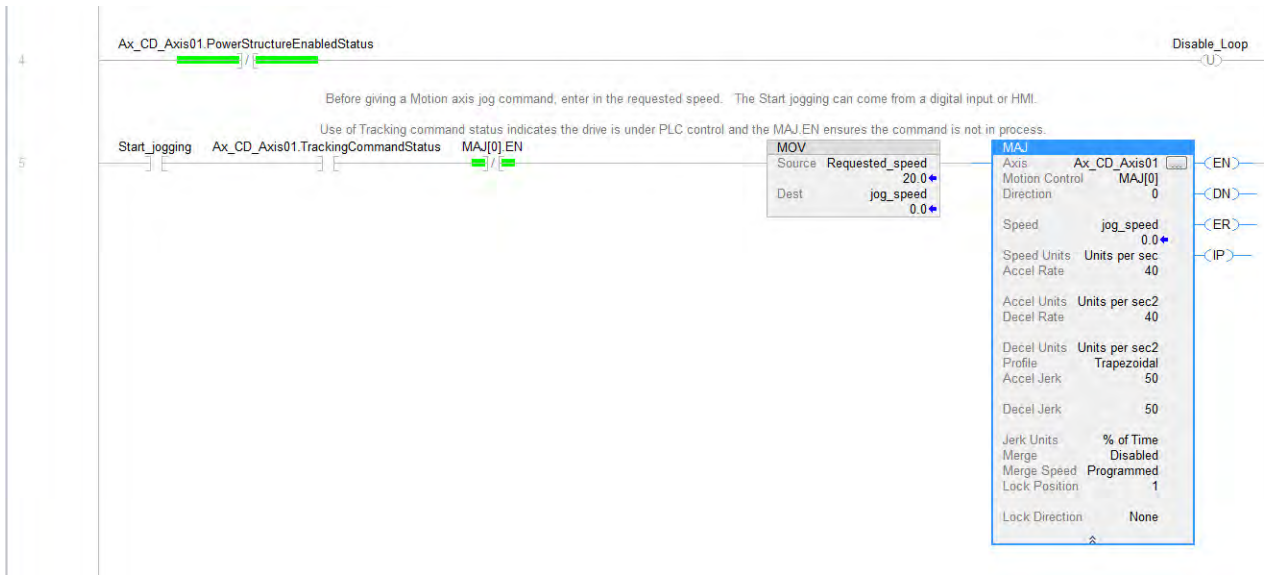 Ax_CD_Axis01.PowerStructureEnabledStatus Disable_Loop
4 U
Before giving a Motion axis jog command, enter in the requested speed. The Start jogging can come from a digital input or HMI.
Use of Tracking command status indicates the drive is under PLC control and the MAJ.EN ensures the command is not in process.
Start_jogging Ax_CD_Axis01.TrackingCommandStatus MAJ[0].EN
5
MOV
Source Requested_speed
20.0
Dest jog_speed
0.0
MAJ
Axis Ax_CD_Axis01 ...
Motion Control MAJ[0]
Direction 0
Speed jog_speed
0.0
Speed Units Units per sec
Accel Rate 40
Accel Units Units per sec2
Decel Rate 40
Decel Units Units per sec2
Profile Trapezoidal
Accel Jerk 50
Decel Jerk 50
Jerk Units % of Time
Merge Disabled
Merge Speed Programmed
Lock Position 1
Lock Direction None
EN
DN
ER
IP